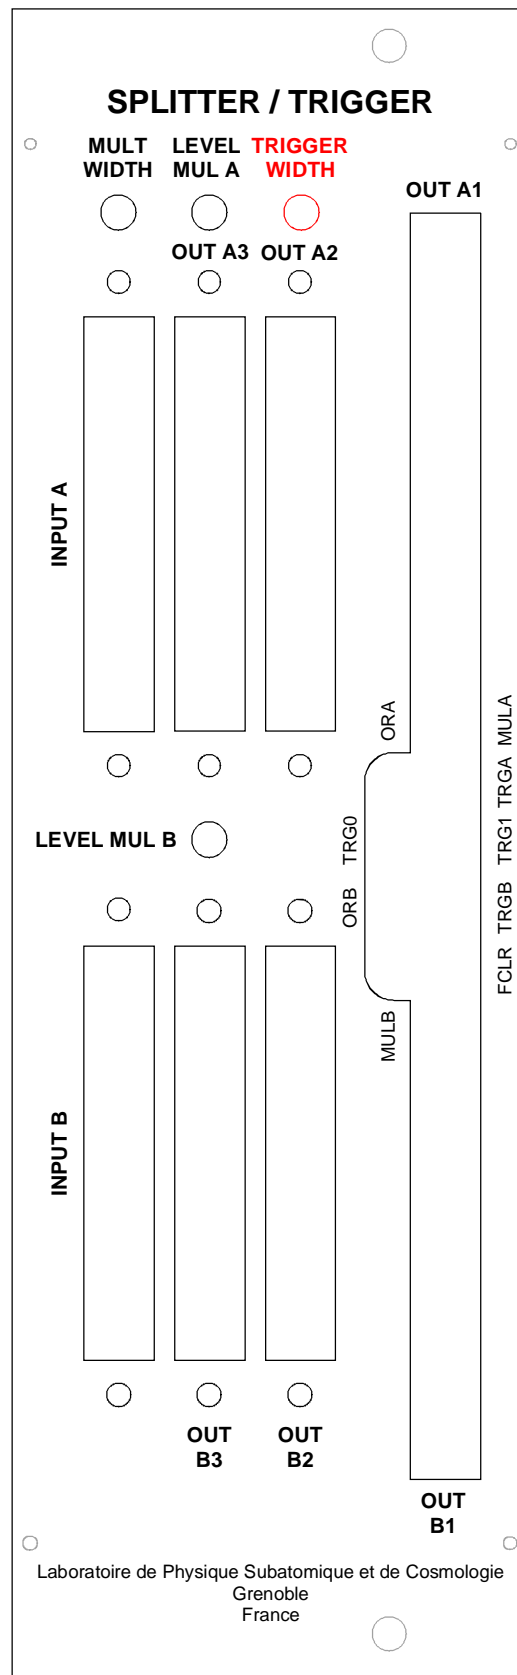 SPLITTER / TRIGGER
MULT
WIDTH
LEVEL
MUL A
TRIGGER
WIDTH
OUT A1
OUT A3
OUT A2
INPUT A
ORA
MULA
TRGA
TRG1
TRGB
FCLR
LEVEL MUL B
TRG0
ORB
MULB
INPUT B
OUT
B3
OUT
B2
OUT
B1
Laboratoire de Physique Subatomique et de Cosmologie
Grenoble
France